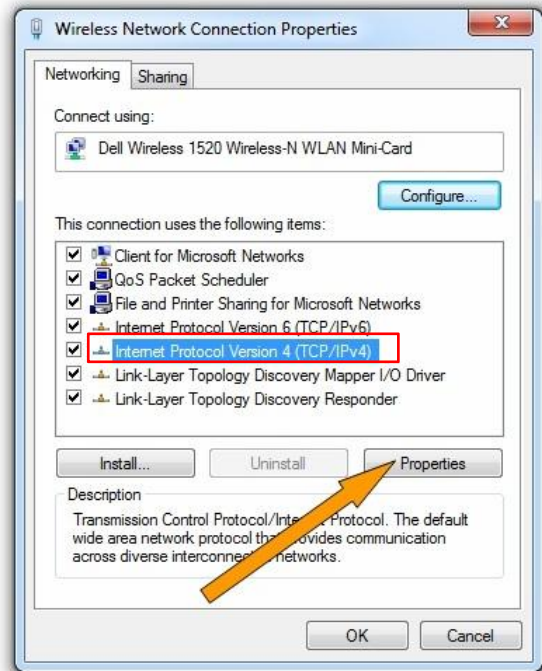 Wireless Network Connection Properties
Networking
Sharing
Connect using:
Dell Wireless 1520 Wireless-N WLAN Mini-Card
Configure...
This connection uses the following items:
Client for Microsoft Networks
QoS Packet Scheduler
File and Printer Sharing for Microsoft Networks
Internet Protocol Version 6 (TCP/IPv6)
Internet Protocol Version 4 (TCP/IPv4)
Link-Layer Topology Discovery Mapper I/O Driver
Link-Layer Topology Discovery Responder
Install...
Uninstall
Properties
Description
Transmission Control Protocol/Internet Protocol. The default
wide area network protocol that provides communication
across diverse interconnected networks.
OK
Cancel